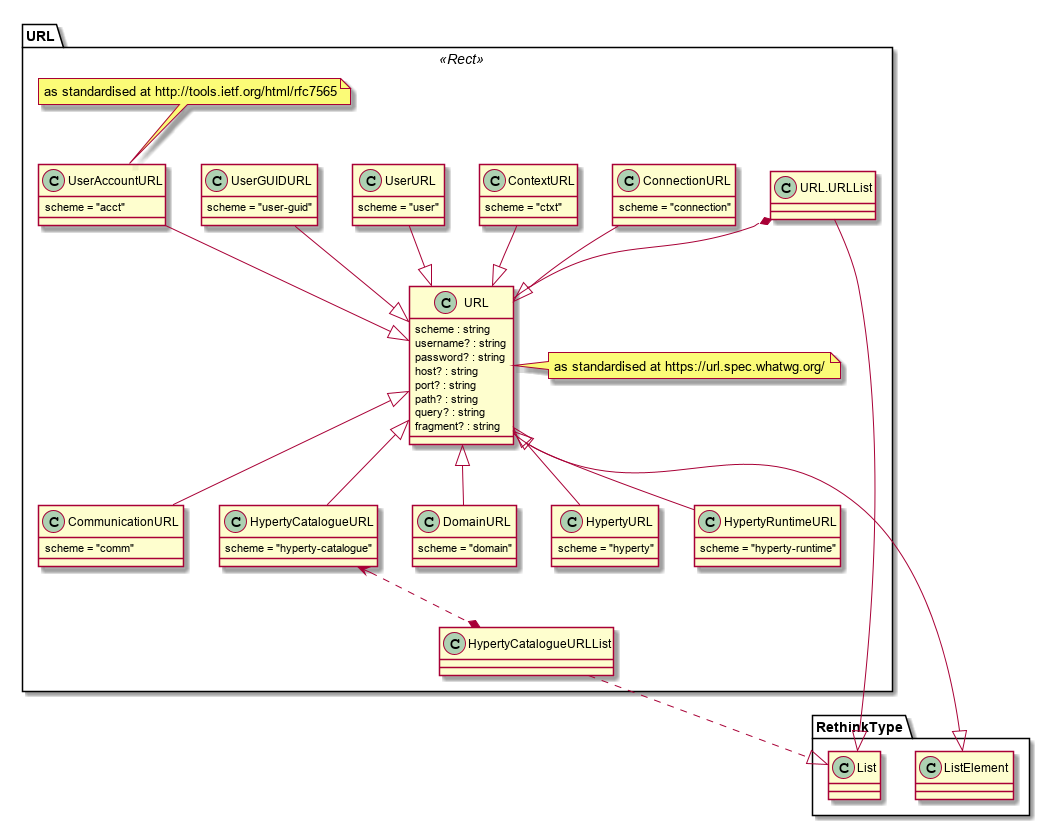 URL
«Rect»
as standardised at http://tools.ietf.org/html/rfc7565
C UserAccountURL
scheme = "acct"
C UserGUIDURL
scheme = "user-guid"
C UserURL
scheme = "user"
C ContextURL
scheme = "ctxt"
C ConnectionURL
scheme = "connection"
C URL.URLList
C URL
scheme : string
username? : string
password? : string
host? : string
port? : string
path? : string
query? : string
fragment? : string
as standardised at https://url.spec.whatwg.org/
C CommunicationURL
scheme = "comm"
C HypertyCatalogueURL
scheme = "hyperty-catalogue"
C DomainURL
scheme = "domain"
C HypertyURL
scheme = "hyperty"
C HypertyRuntimeURL
scheme = "hyperty-runtime"
C HypertyCatalogueURLList
RethinkType
C List
C ListElement